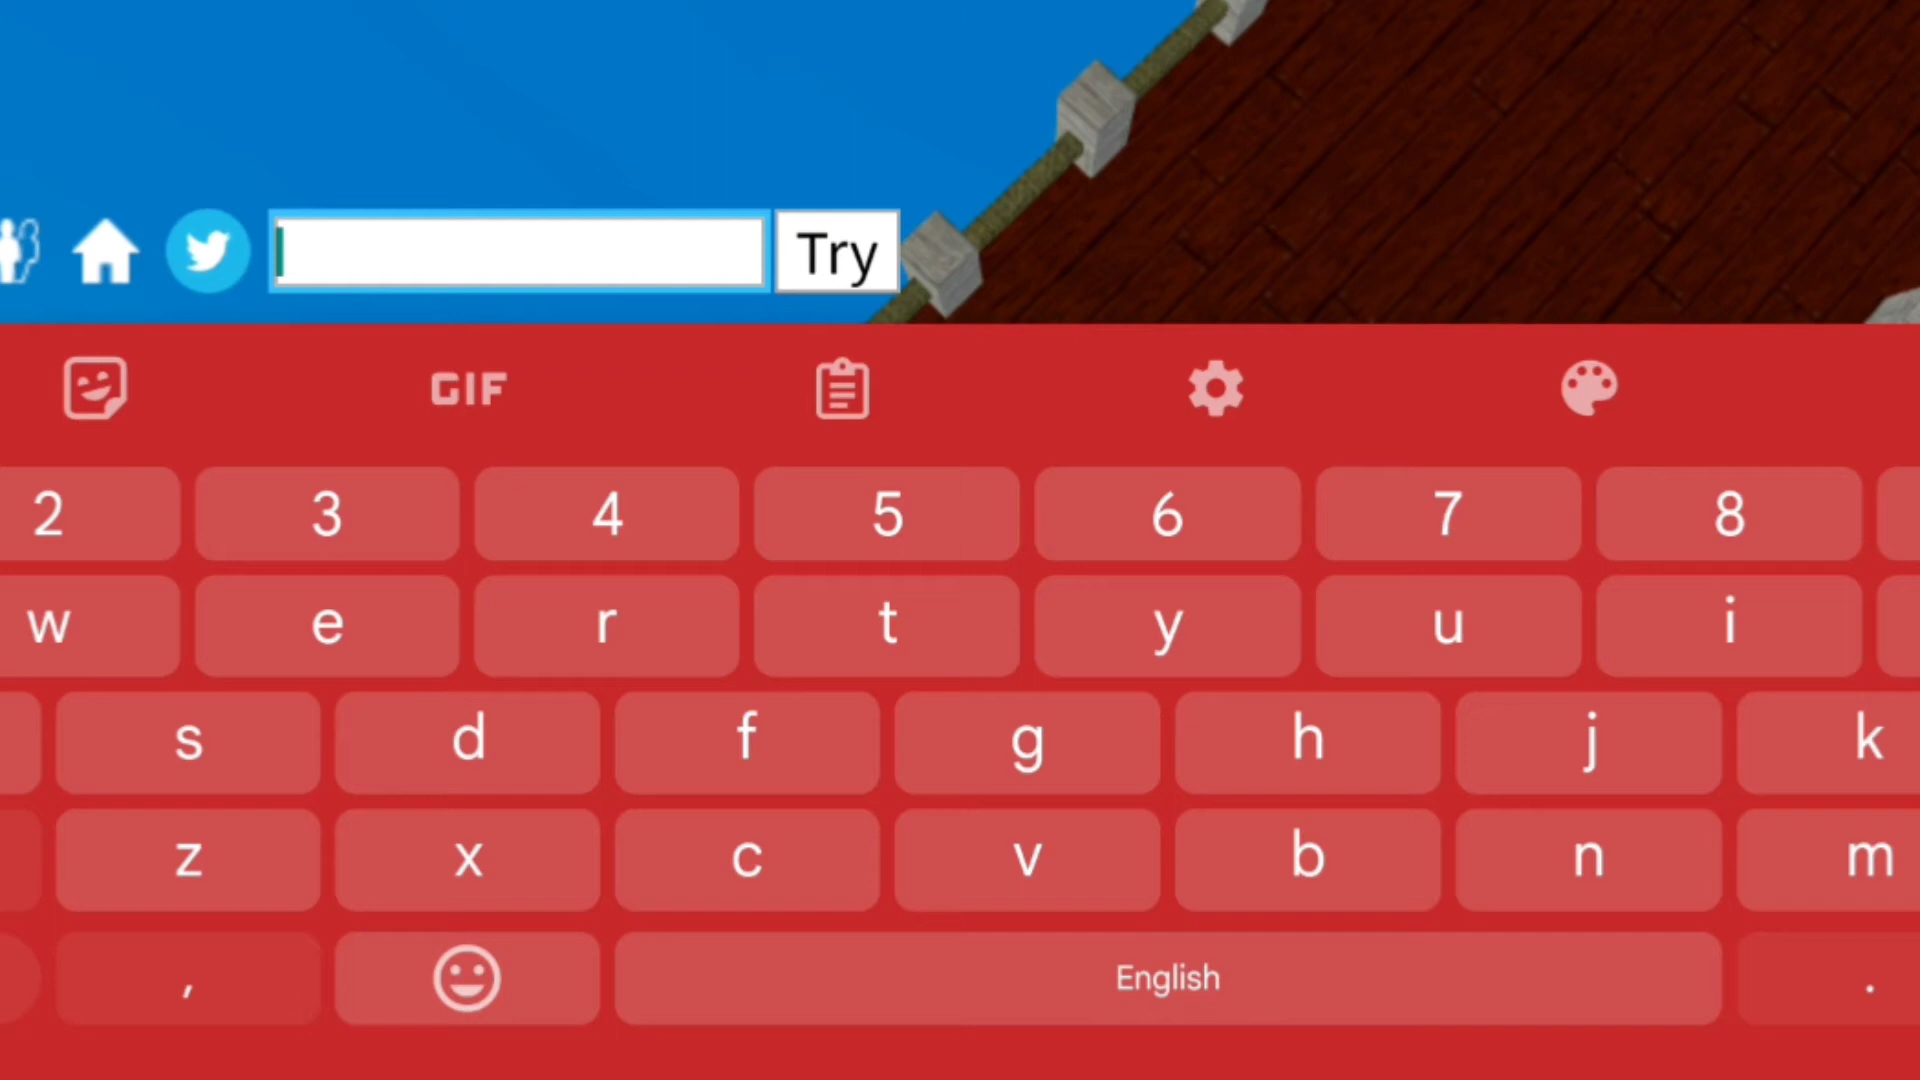 Try
GIF
2 3 4 5 6 7 8
w e r t y u i
s d f g h j k
z x c v b n m
, English .